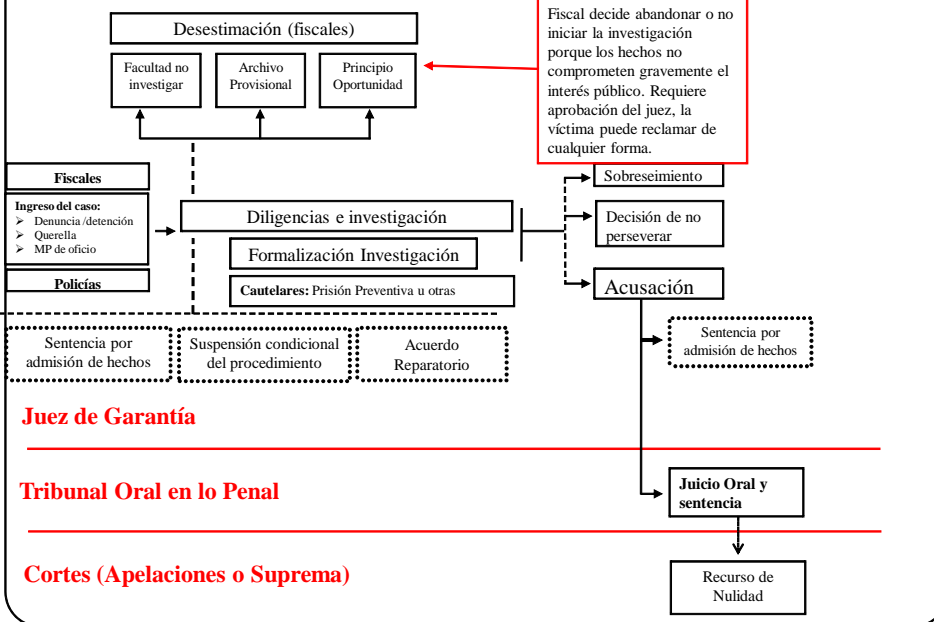 Desestimación (fiscales)
Facultad no
investigar
Archivo
Provisional
Principio
Oportunidad
Fiscal decide abandonar o no
iniciar la investigación
porque los hechos no
comprometen gravemente el
interés público. Requiere
aprobación del juez, la
víctima puede reclamar de
cualquier forma.
Fiscales
Ingreso del caso:
➢ Denuncia /detención
➢ Querella
➢ MP de oficio
Policías
Diligencias e investigación
Formalización Investigación
Cautelares: Prisión Preventiva u otras
Sobreseimiento
Decisión de no
perseverar
Acusación
Sentencia por
admisión de hechos
Suspensión condicional
del procedimiento
Acuerdo
Reparatorio
Sentencia por
admisión de hechos
Juez de Garantía
Tribunal Oral en lo Penal
Juicio Oral y
sentencia
Cortes (Apelaciones o Suprema)
Recurso de
Nulidad